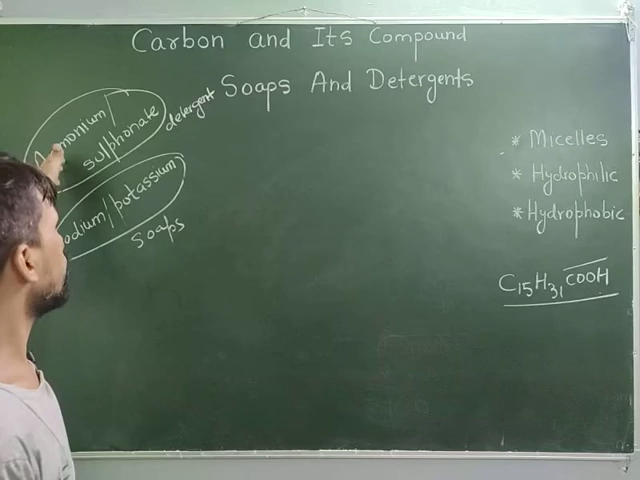 Carbon and Its Compound
Soaps And Detergents
Ammonium/
sulphonate
detergent
sodium/potassium
soaps
* Micelles
* Hydrophilic
* Hydrophobic
C₁₅H₃₁COOH